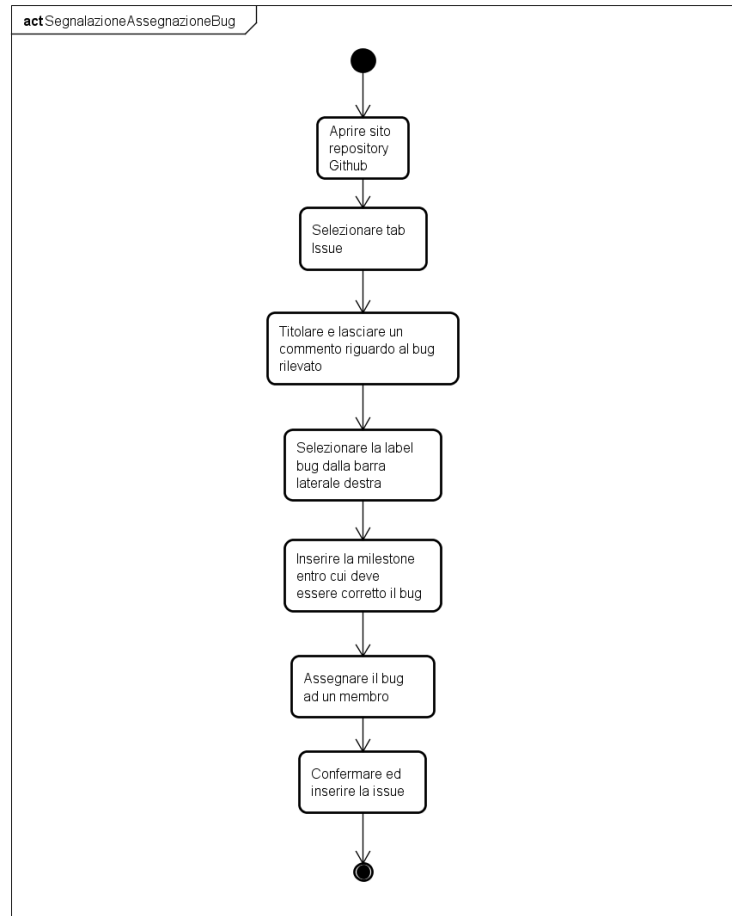 act SegnalazioneAssegnazioneBug
Aprire sito
repository
Github
Selezionare tab
Issue
Titolare e lasciare un
commento riguardo al bug
rilevato
Selezionare la label
bug dalla barra
laterale destra
Inserire la milestone
entro cui deve
essere corretto il bug
Assegnare il bug
ad un membro
Confermare ed
inserire la issue